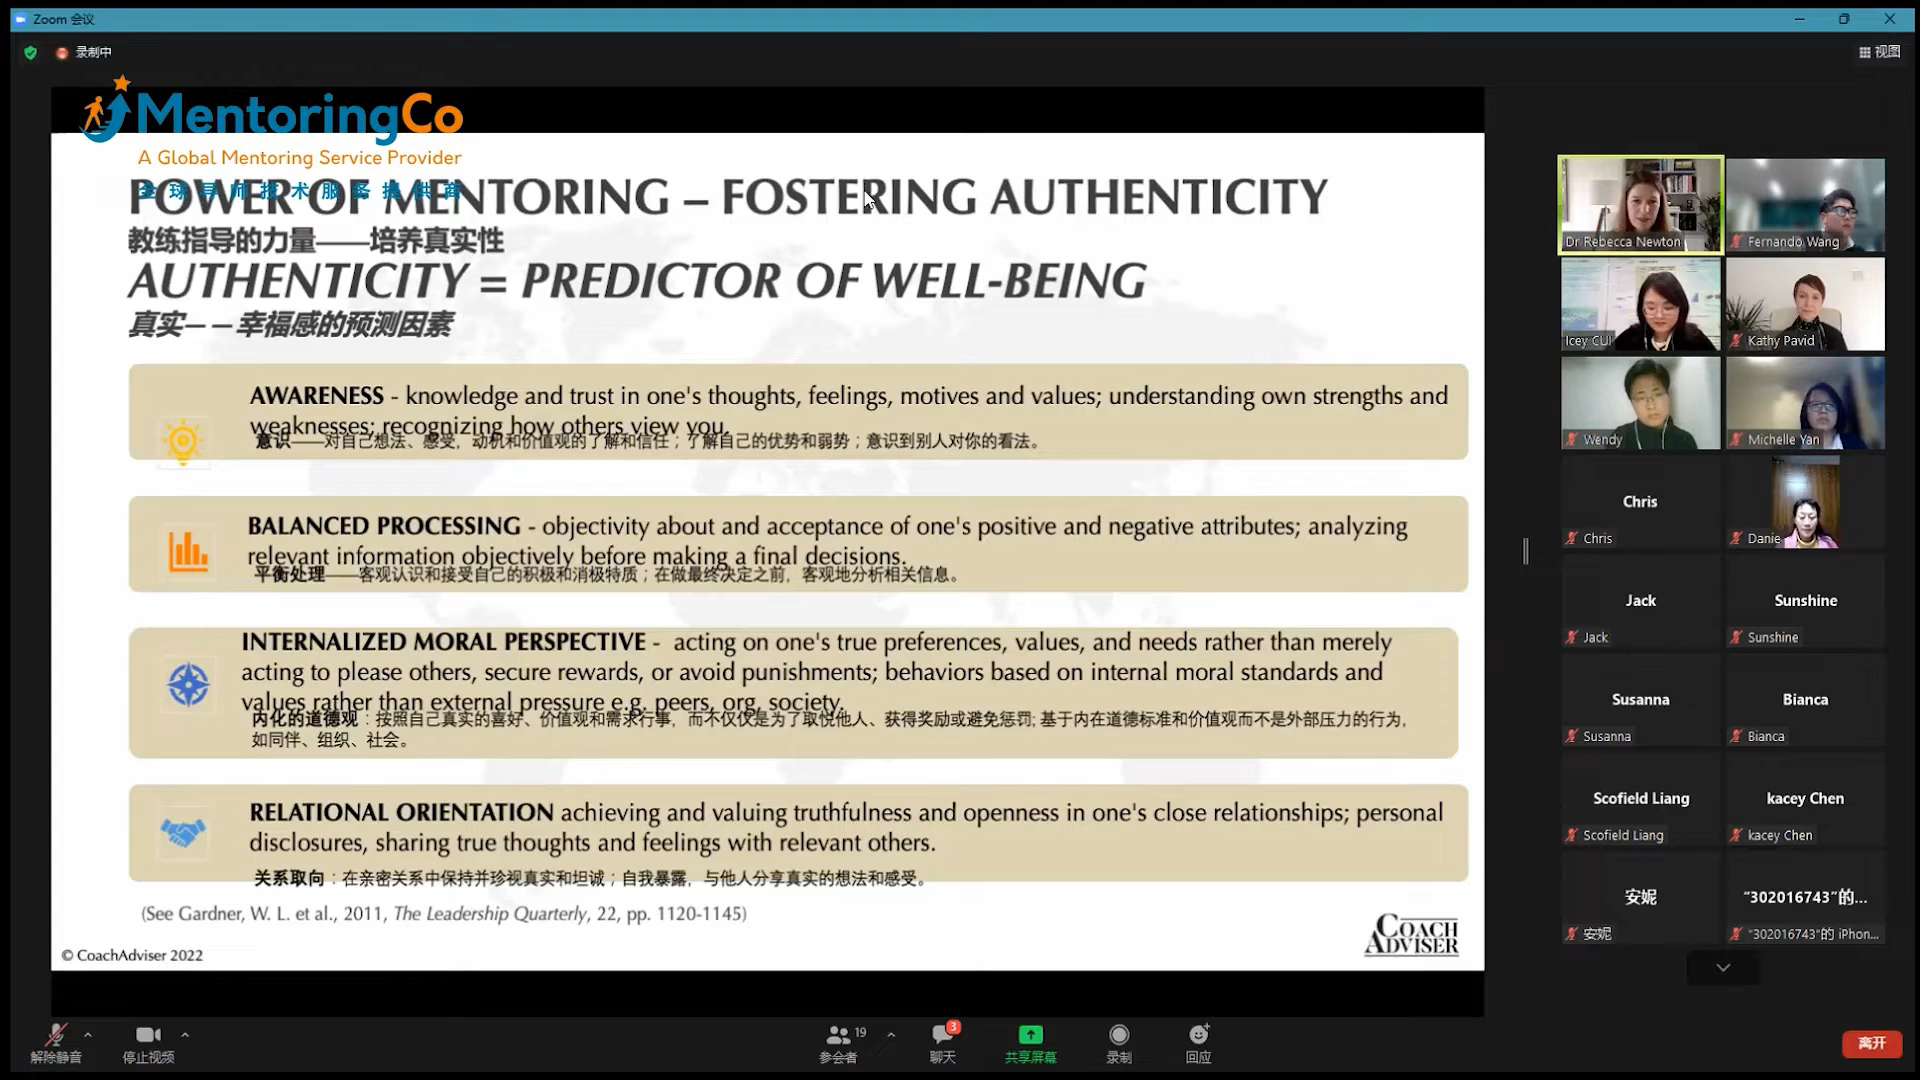 Zoom 会议
录制中
视图
MentoringCo
A Global Mentoring Service Provider
全球导师技术服务提供商
POWER OF MENTORING – FOSTERING AUTHENTICITY
教练指导的力量——培养真实性
AUTHENTICITY = PREDICTOR OF WELL-BEING
真实——幸福感的预测因素
AWARENESS - knowledge and trust in one's thoughts, feelings, motives and values; understanding own strengths and
weaknesses; recognizing how others view you.
意识——对自己想法、感受，动机和价值观的了解和信任；了解自己的优势和弱势；意识到别人对你的看法。
BALANCED PROCESSING - objectivity about and acceptance of one's positive and negative attributes; analyzing
relevant information objectively before making a final decisions.
平衡处理——客观认识和接受自己的积极和消极特质；在做最终决定之前，客观地分析相关信息。
INTERNALIZED MORAL PERSPECTIVE - acting on one's true preferences, values, and needs rather than merely
acting to please others, secure rewards, or avoid punishments; behaviors based on internal moral standards and
values rather than external pressure e.g. peers, org, society.
内化的道德观：按照自己真实的喜好、价值观和需求行事，而不仅仅是为了取悦他人、获得奖励或避免惩罚; 基于内在道德标准和价值观而不是外部压力的行为，
如同伴、组织、社会。
RELATIONAL ORIENTATION achieving and valuing truthfulness and openness in one's close relationships; personal
disclosures, sharing true thoughts and feelings with relevant others.
关系取向：在亲密关系中保持并珍视真实和坦诚；自我暴露，与他人分享真实的想法和感受。
(See Gardner, W. L. et al., 2011, The Leadership Quarterly, 22, pp. 1120-1145)
© CoachAdviser 2022
COACH
ADVISER
Dr Rebecca Newton
Fernando Wang
Icey CUI
Kathy Pavid
Wendy
Michelle Yan
Chris
Chris
Danie
Jack
Sunshine
Jack
Sunshine
Susanna
Bianca
Susanna
Bianca
Scofield Liang
kacey Chen
Scofield Liang
kacey Chen
安妮
"302016743"的...
安妮
"302016743"的 iPhon...
解除静音
停止视频
19
参会者
3
聊天
共享屏幕
录制
回应
离开